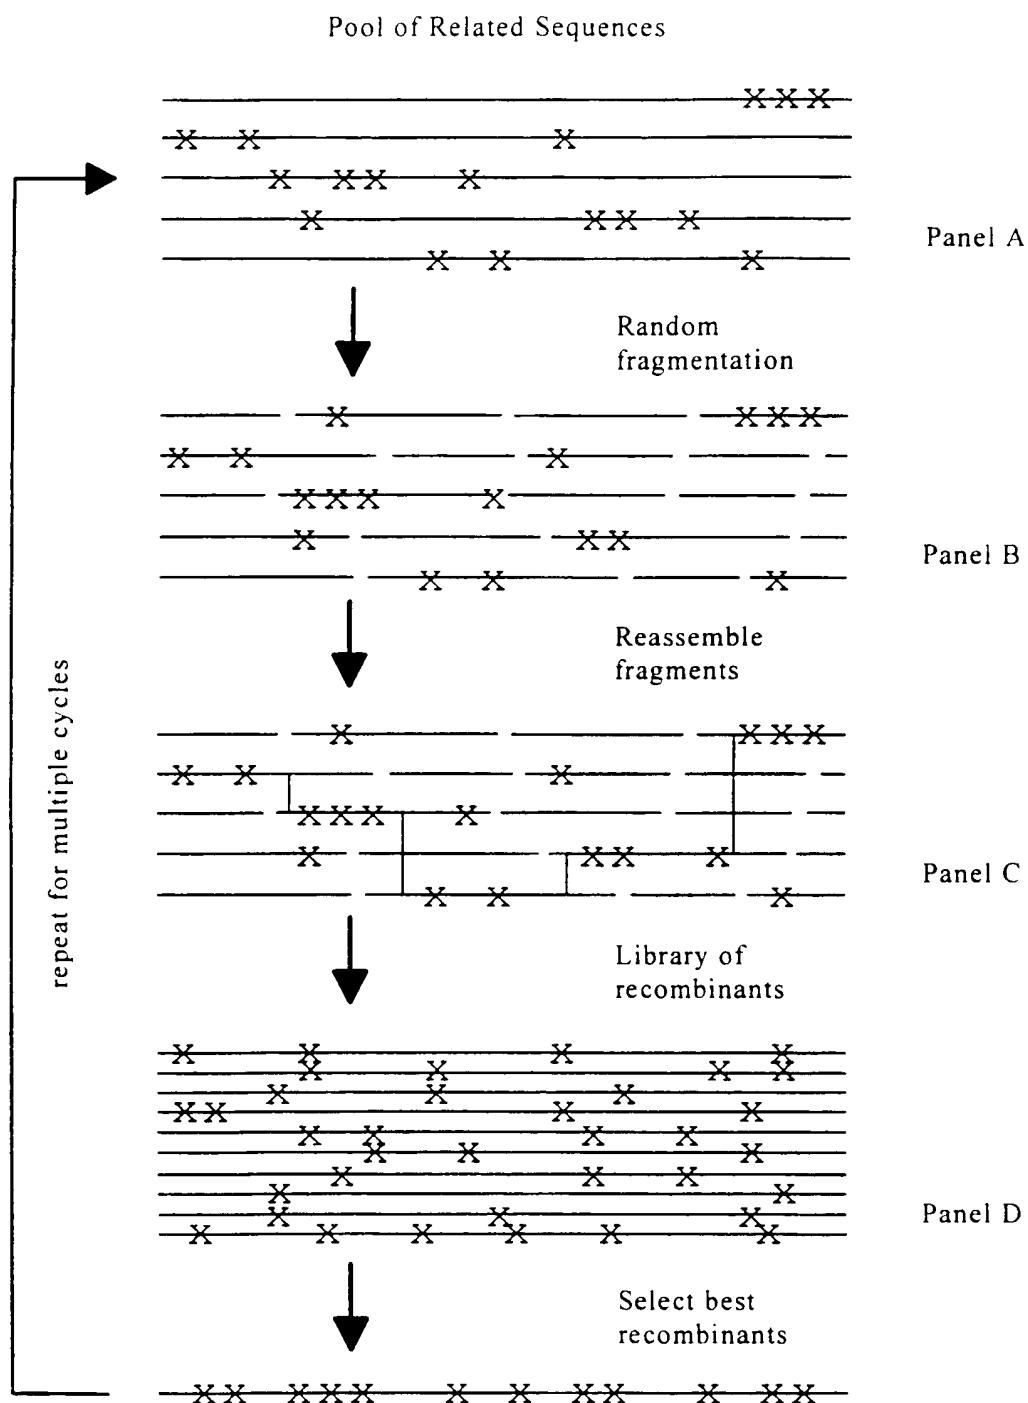 Pool of Related Sequences
Panel A
Random
fragmentation
Panel B
Reassemble
fragments
repeat for multiple cycles
Panel C
Library of
recombinants
Panel D
Select best
recombinants